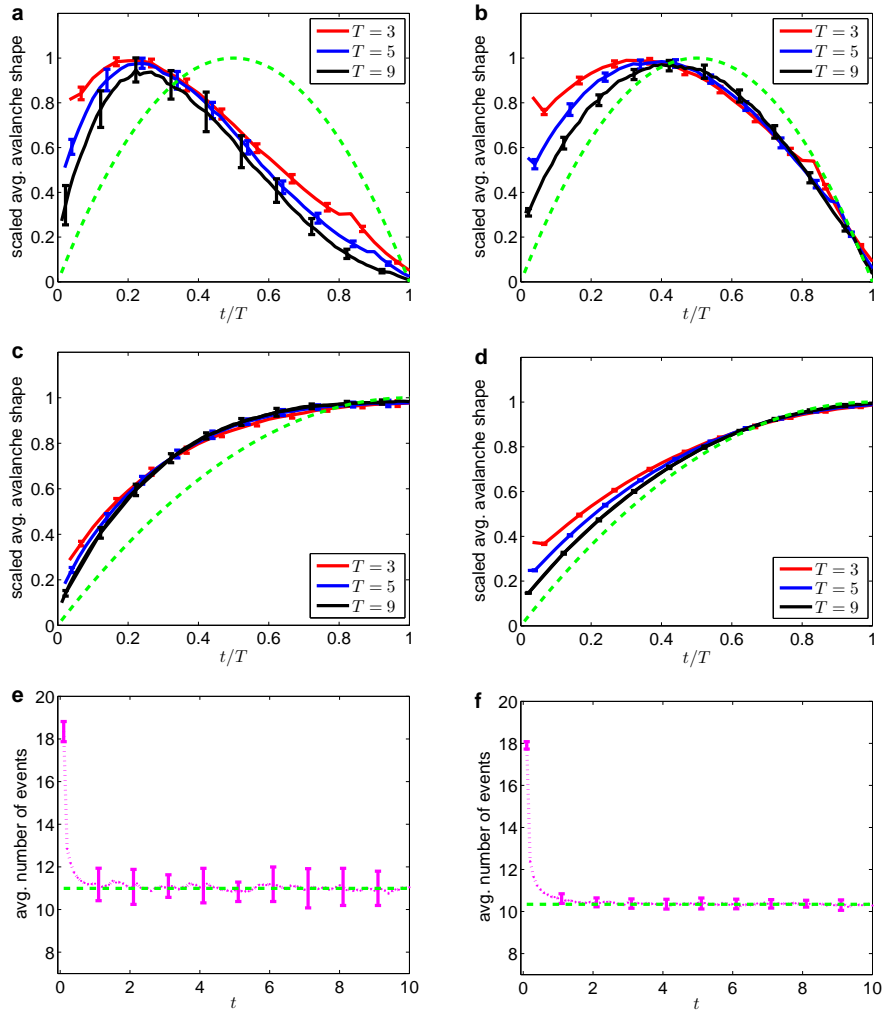 a
scaled avg. avalanche shape
1
0.8
0.6
0.4
0.2
0
0 0.2 0.4 0.6 0.8 1
t/T
T = 3
T = 5
T = 9
b
scaled avg. avalanche shape
1
0.8
0.6
0.4
0.2
0
0 0.2 0.4 0.6 0.8 1
t/T
T = 3
T = 5
T = 9
c
scaled avg. avalanche shape
1
0.8
0.6
0.4
0.2
0
0 0.2 0.4 0.6 0.8 1
t/T
T = 3
T = 5
T = 9
d
scaled avg. avalanche shape
1
0.8
0.6
0.4
0.2
0
0 0.2 0.4 0.6 0.8 1
t/T
T = 3
T = 5
T = 9
e
avg. number of events
20
18
16
14
12
10
8
0 2 4 6 8 10
t
f
avg. number of events
20
18
16
14
12
10
8
0 2 4 6 8 10
t